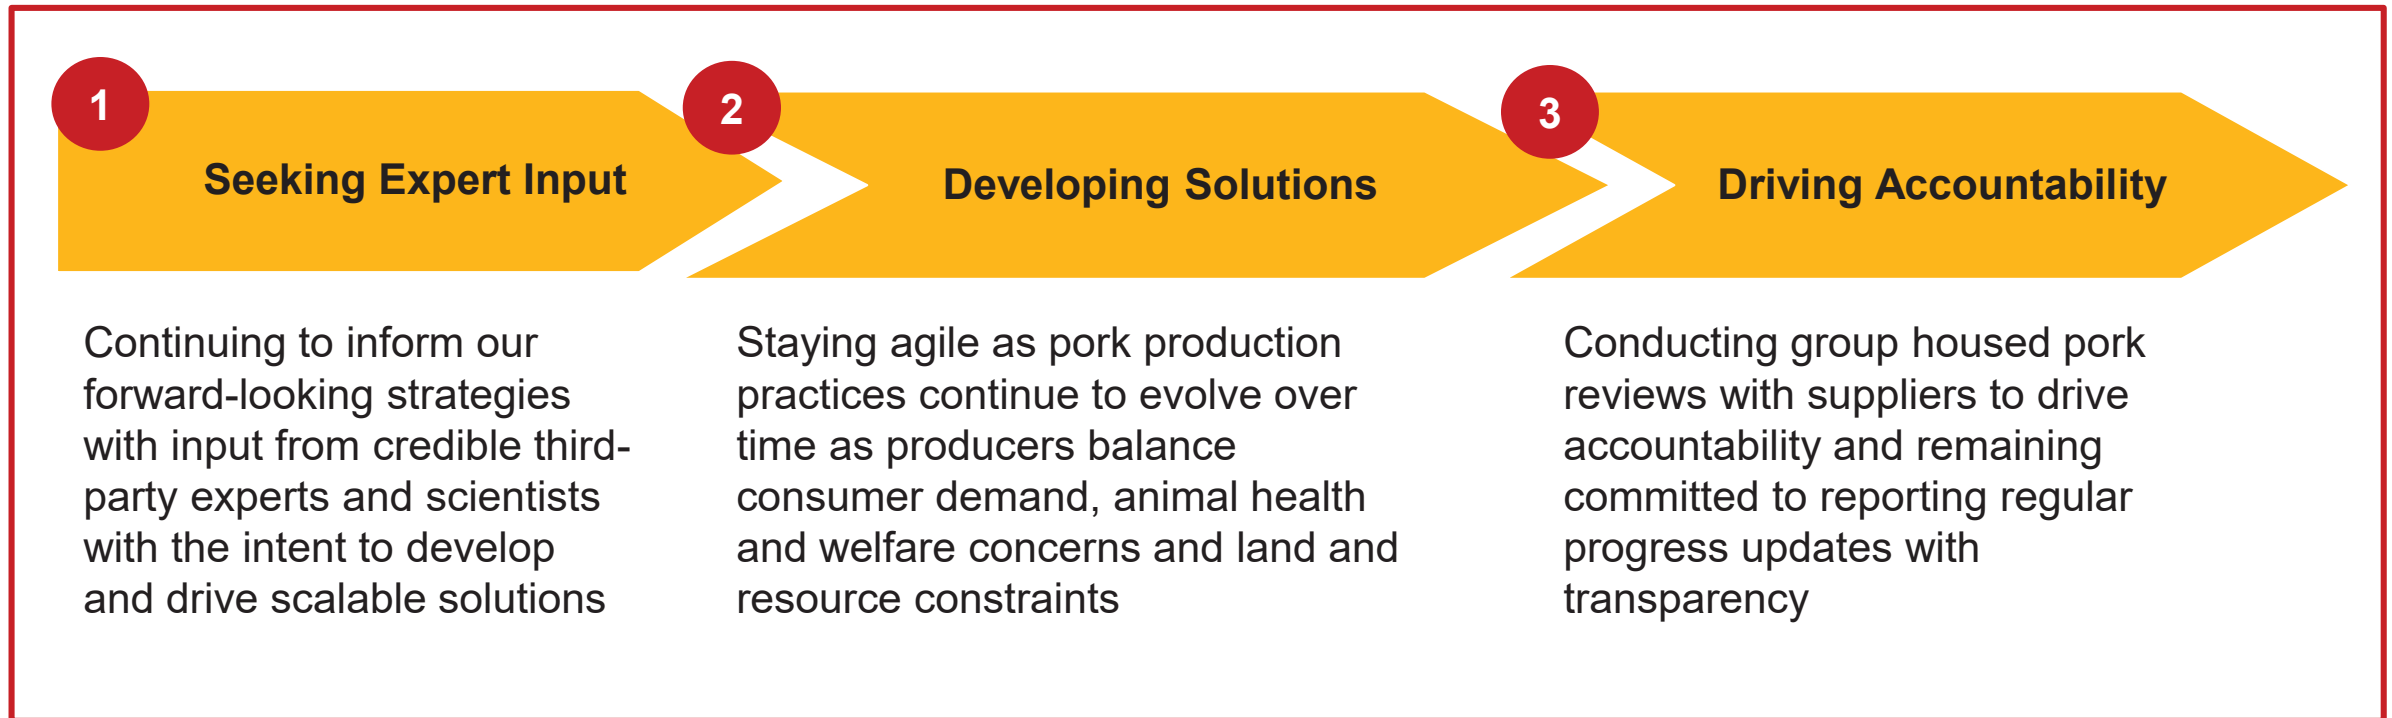 1
Seeking Expert Input
Continuing to inform our
forward-looking strategies
with input from credible third-
party experts and scientists
with the intent to develop
and drive scalable solutions
2
Developing Solutions
Staying agile as pork production
practices continue to evolve over
time as producers balance
consumer demand, animal health
and welfare concerns and land and
resource constraints
3
Driving Accountability
Conducting group housed pork
reviews with suppliers to drive
accountability and remaining
committed to reporting regular
progress updates with
transparency